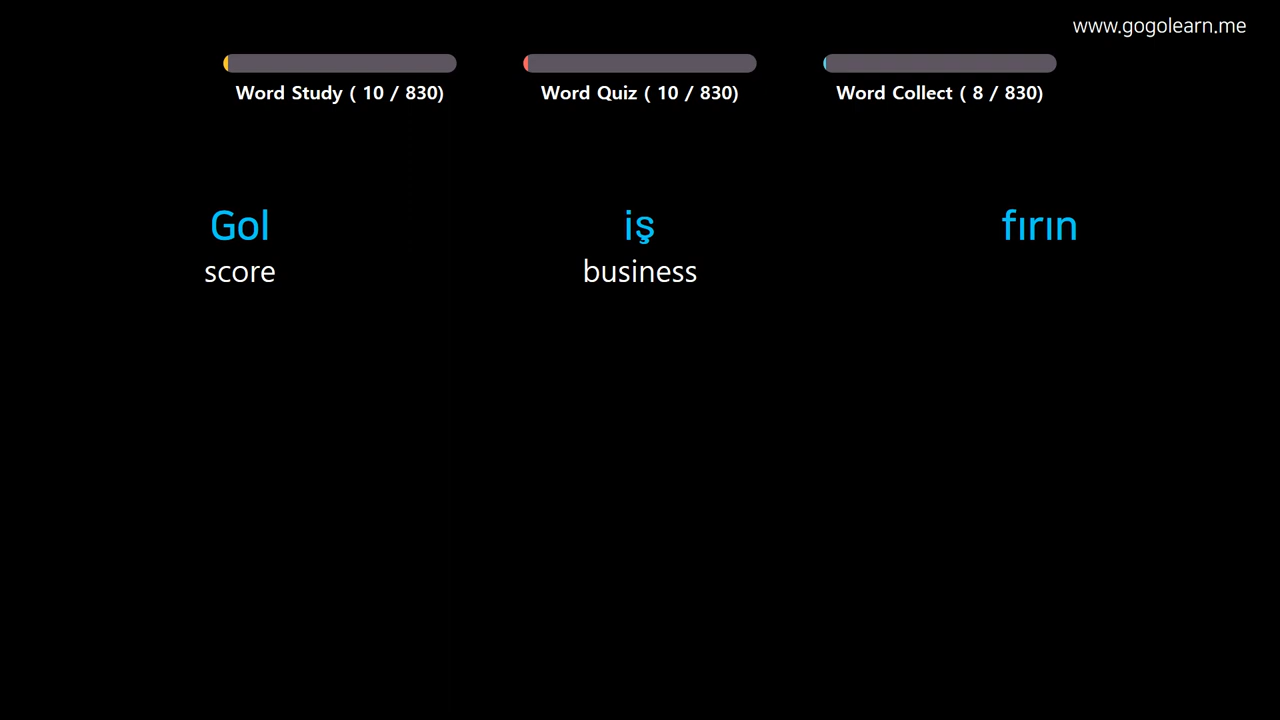 www.gogolearn.me
Word Study ( 10 / 830)
Word Quiz ( 10 / 830)
Word Collect ( 8 / 830)
Gol
score
iş
business
fırın